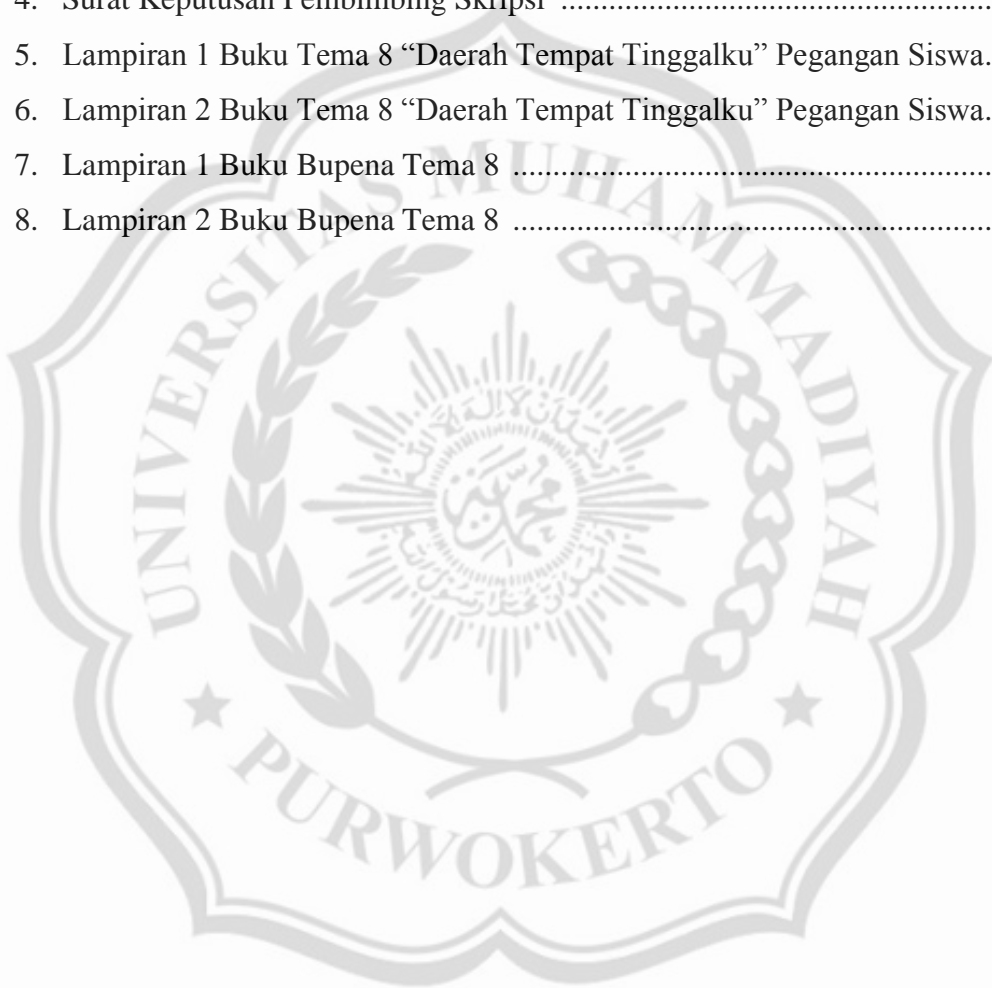 4. Surat Keputusan Pembimbing Skripsi ......................................................
5. Lampiran 1 Buku Tema 8 “Daerah Tempat Tinggalku” Pegangan Siswa.
6. Lampiran 2 Buku Tema 8 “Daerah Tempat Tinggalku” Pegangan Siswa.
7. Lampiran 1 Buku Bupena Tema 8 ............................................................
8. Lampiran 2 Buku Bupena Tema 8 ............................................................
UNIVERSITAS MUHAMMADIYAH
PURWOKERTO